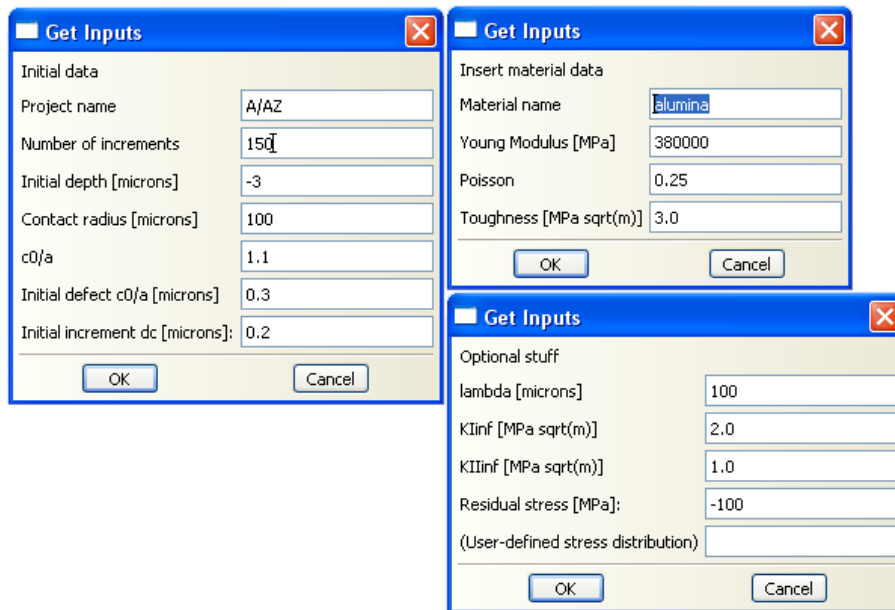 Get Inputs
Initial data
Project name A/AZ
Number of increments 150
Initial depth [microns] -3
Contact radius [microns] 100
c0/a 1.1
Initial defect c0/a [microns] 0.3
Initial increment dc [microns]: 0.2
OK Cancel
Get Inputs
Insert material data
Material name alumina
Young Modulus [MPa] 380000
Poisson 0.25
Toughness [MPa sqrt(m)] 3.0
OK Cancel
Get Inputs
Optional stuff
lambda [microns] 100
KIinf [MPa sqrt(m)] 2.0
KIIinf [MPa sqrt(m)] 1.0
Residual stress [MPa]: -100
(User-defined stress distribution)
OK Cancel